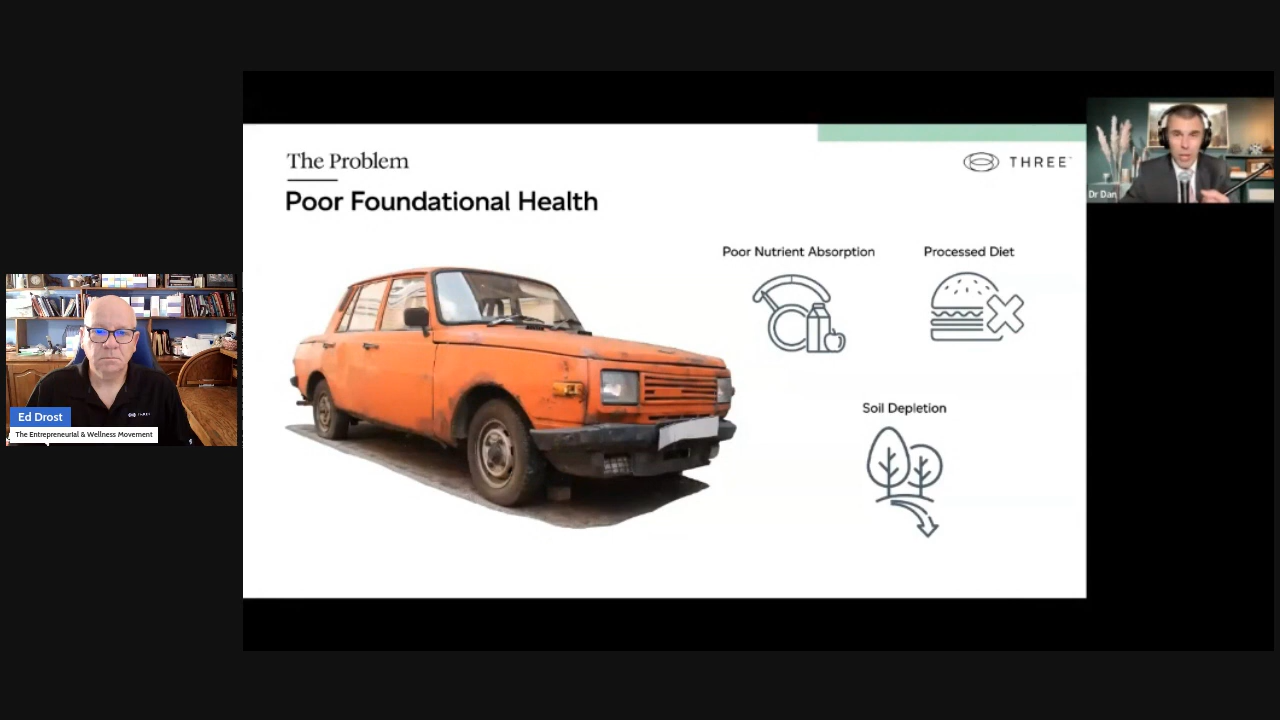 The Problem
THREE
Poor Foundational Health
Poor Nutrient Absorption
Processed Diet
Soil Depletion
Dr Dan
Ed Drost
The Entrepreneurial & Wellness Movement